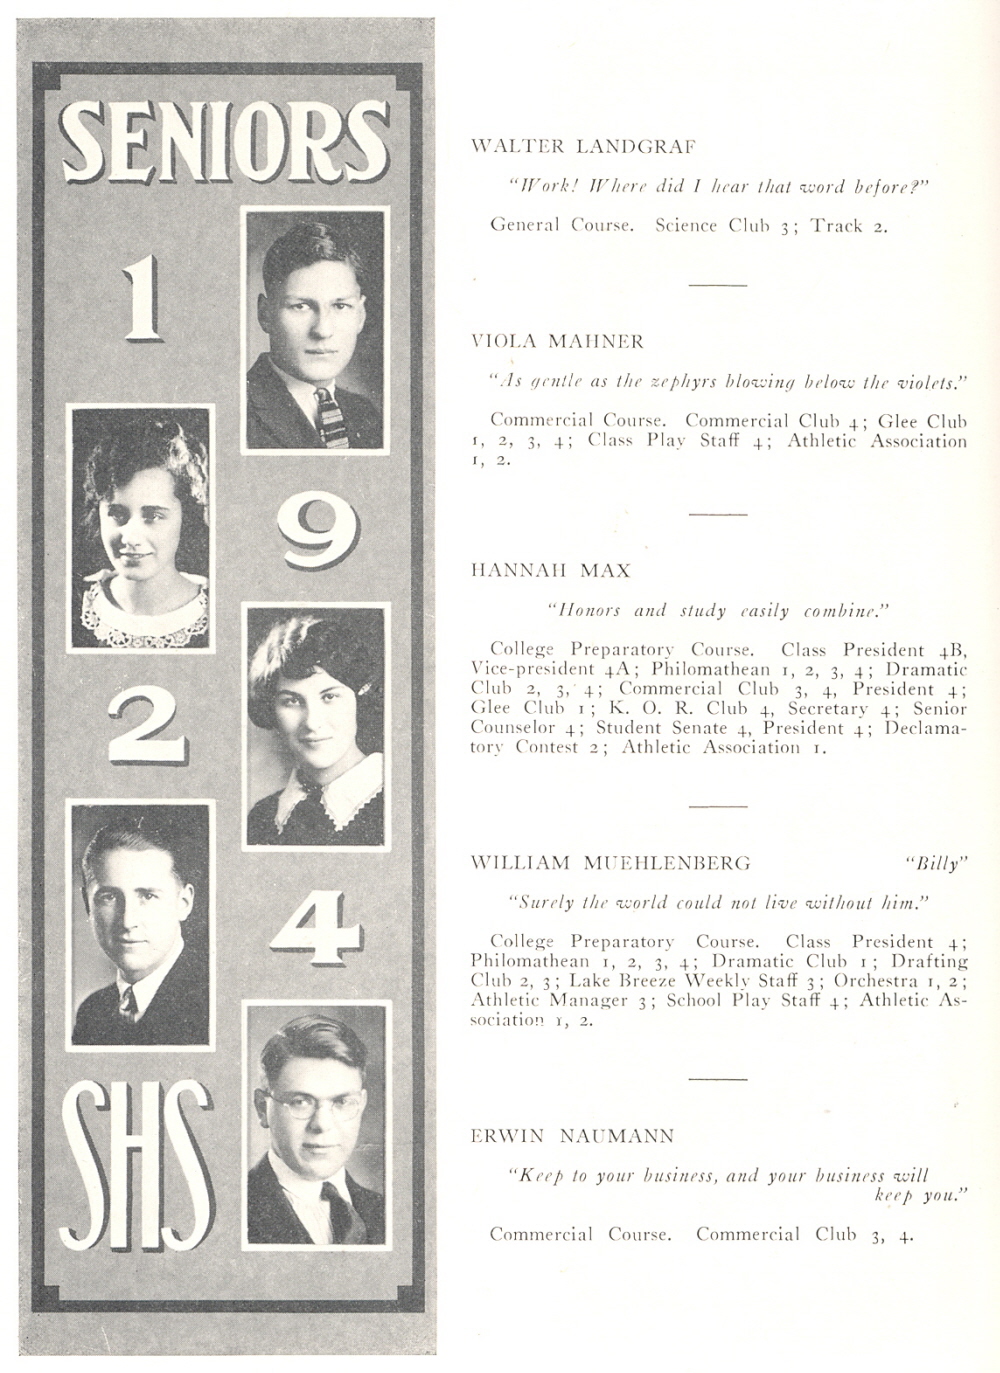 SENIORS
1
9
2
4
SHS
WALTER LANDGRAF
"Work! Where did I hear that word before?"
General Course. Science Club 3; Track 2.
VIOLA MAHNER
"As gentle as the zephyrs blowing below the violets."
Commercial Course. Commercial Club 4; Glee Club
1, 2, 3, 4; Class Play Staff 4; Athletic Association
1, 2.
HANNAH MAX
"Honors and study easily combine."
College Preparatory Course. Class President 4B,
Vice-president 4A; Philomathean 1, 2, 3, 4; Dramatic
Club 2, 3, 4; Commercial Club 3, 4, President 4;
Glee Club 1; K. O. R. Club 4, Secretary 4; Senior
Counselor 4; Student Senate 4, President 4; Declama-
tory Contest 2; Athletic Association 1.
WILLIAM MUEHLENBERG "Billy"
"Surely the world could not live without him."
College Preparatory Course. Class President 4;
Philomathean 1, 2, 3, 4; Dramatic Club 1; Drafting
Club 2, 3; Lake Breeze Weekly Staff 3; Orchestra 1, 2;
Athletic Manager 3; School Play Staff 4; Athletic As-
sociation 1, 2.
ERWIN NAUMANN
"Keep to your business, and your business will
keep you."
Commercial Course. Commercial Club 3, 4.